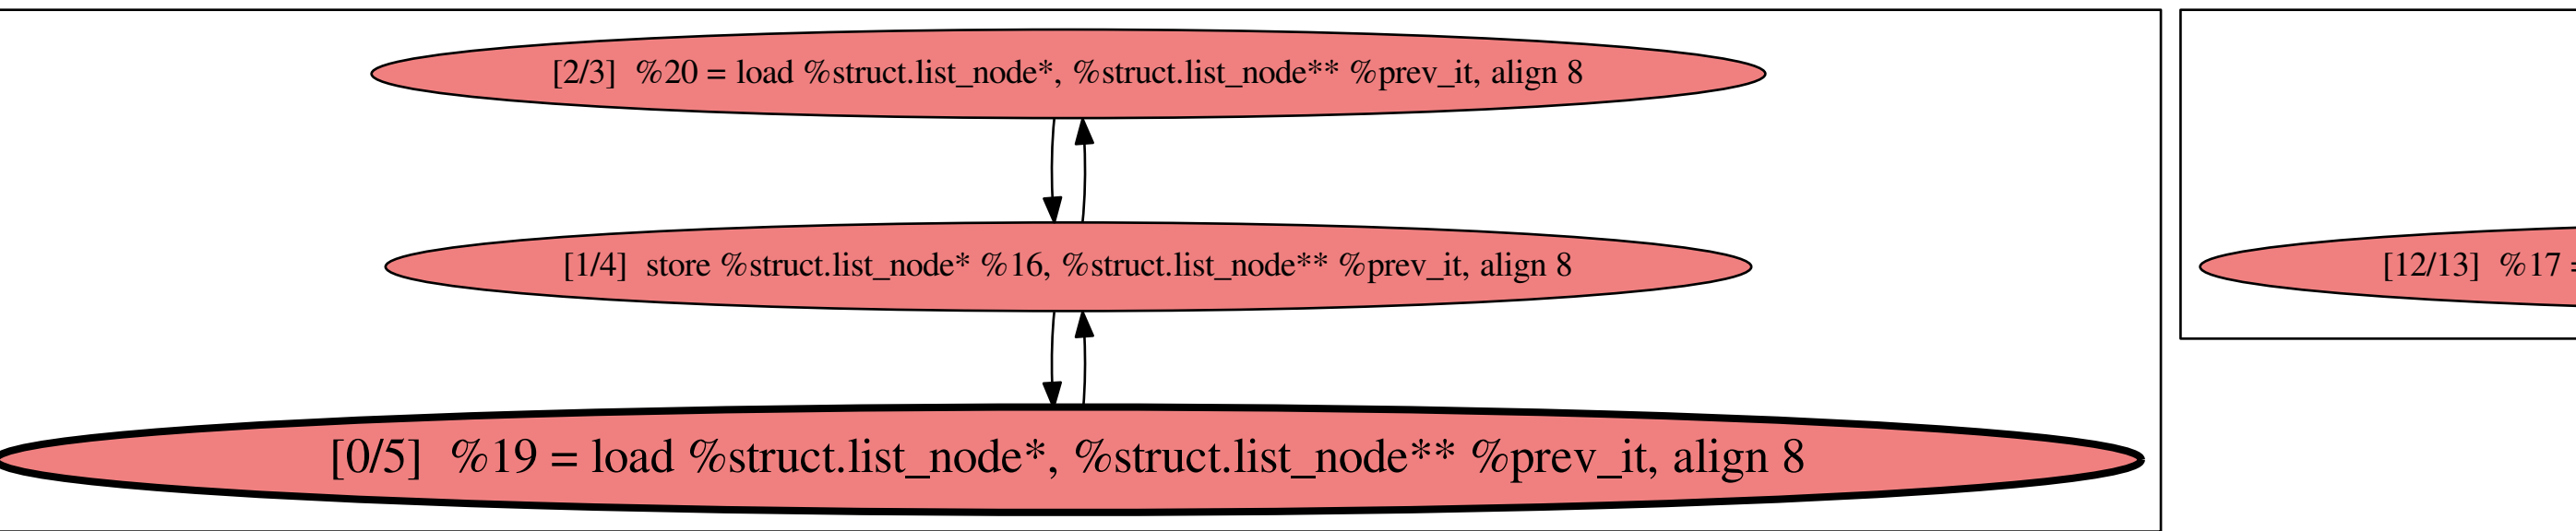 [2/3] %20 = load %struct.list_node*, %struct.list_node** %prev_it, align 8
[1/4] store %struct.list_node* %16, %struct.list_node** %prev_it, align 8
[12/13] %17 =
[0/5] %19 = load %struct.list_node*, %struct.list_node** %prev_it, align 8